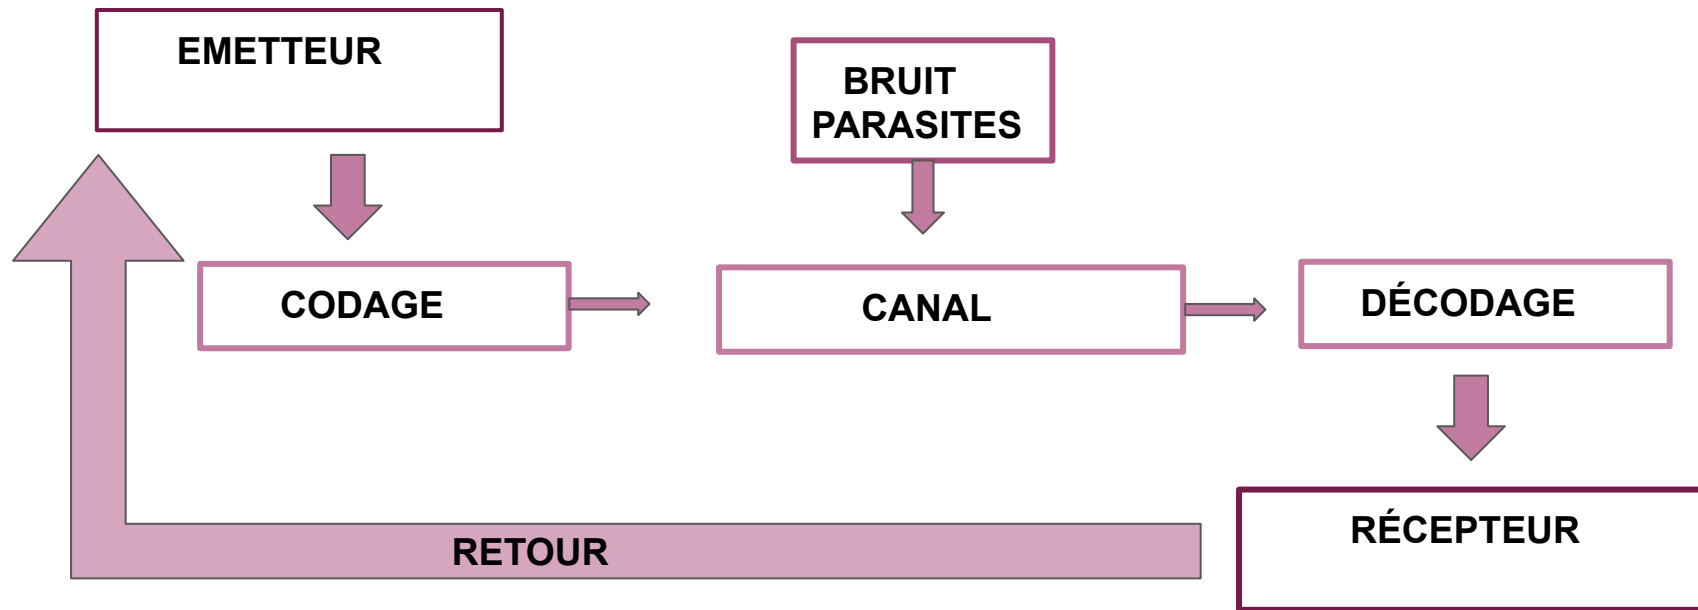 EMETTEUR
BRUIT
PARASITES
CODAGE
CANAL
DÉCODAGE
RÉCEPTEUR
RETOUR